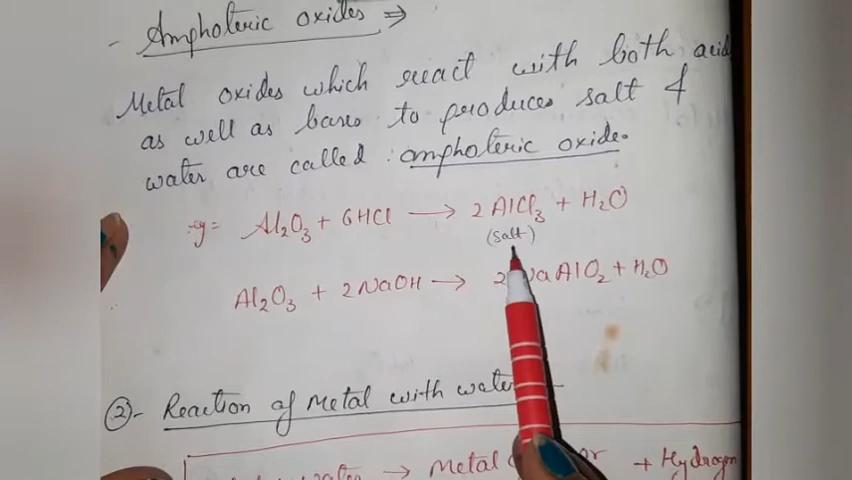 - Amphoteric oxides ⇒
Metal oxides which react with both acid
as well as bases to produces salt &
water are called amphoteric oxide.
eg = Al₂O₃ + 6HCl ⟶ 2AlCl₃ + H₂O
(salt)
Al₂O₃ + 2NaOH ⟶ 2NaAlO₂ + H₂O
②- Reaction of Metal with water -
water → Metal + Hydrogen